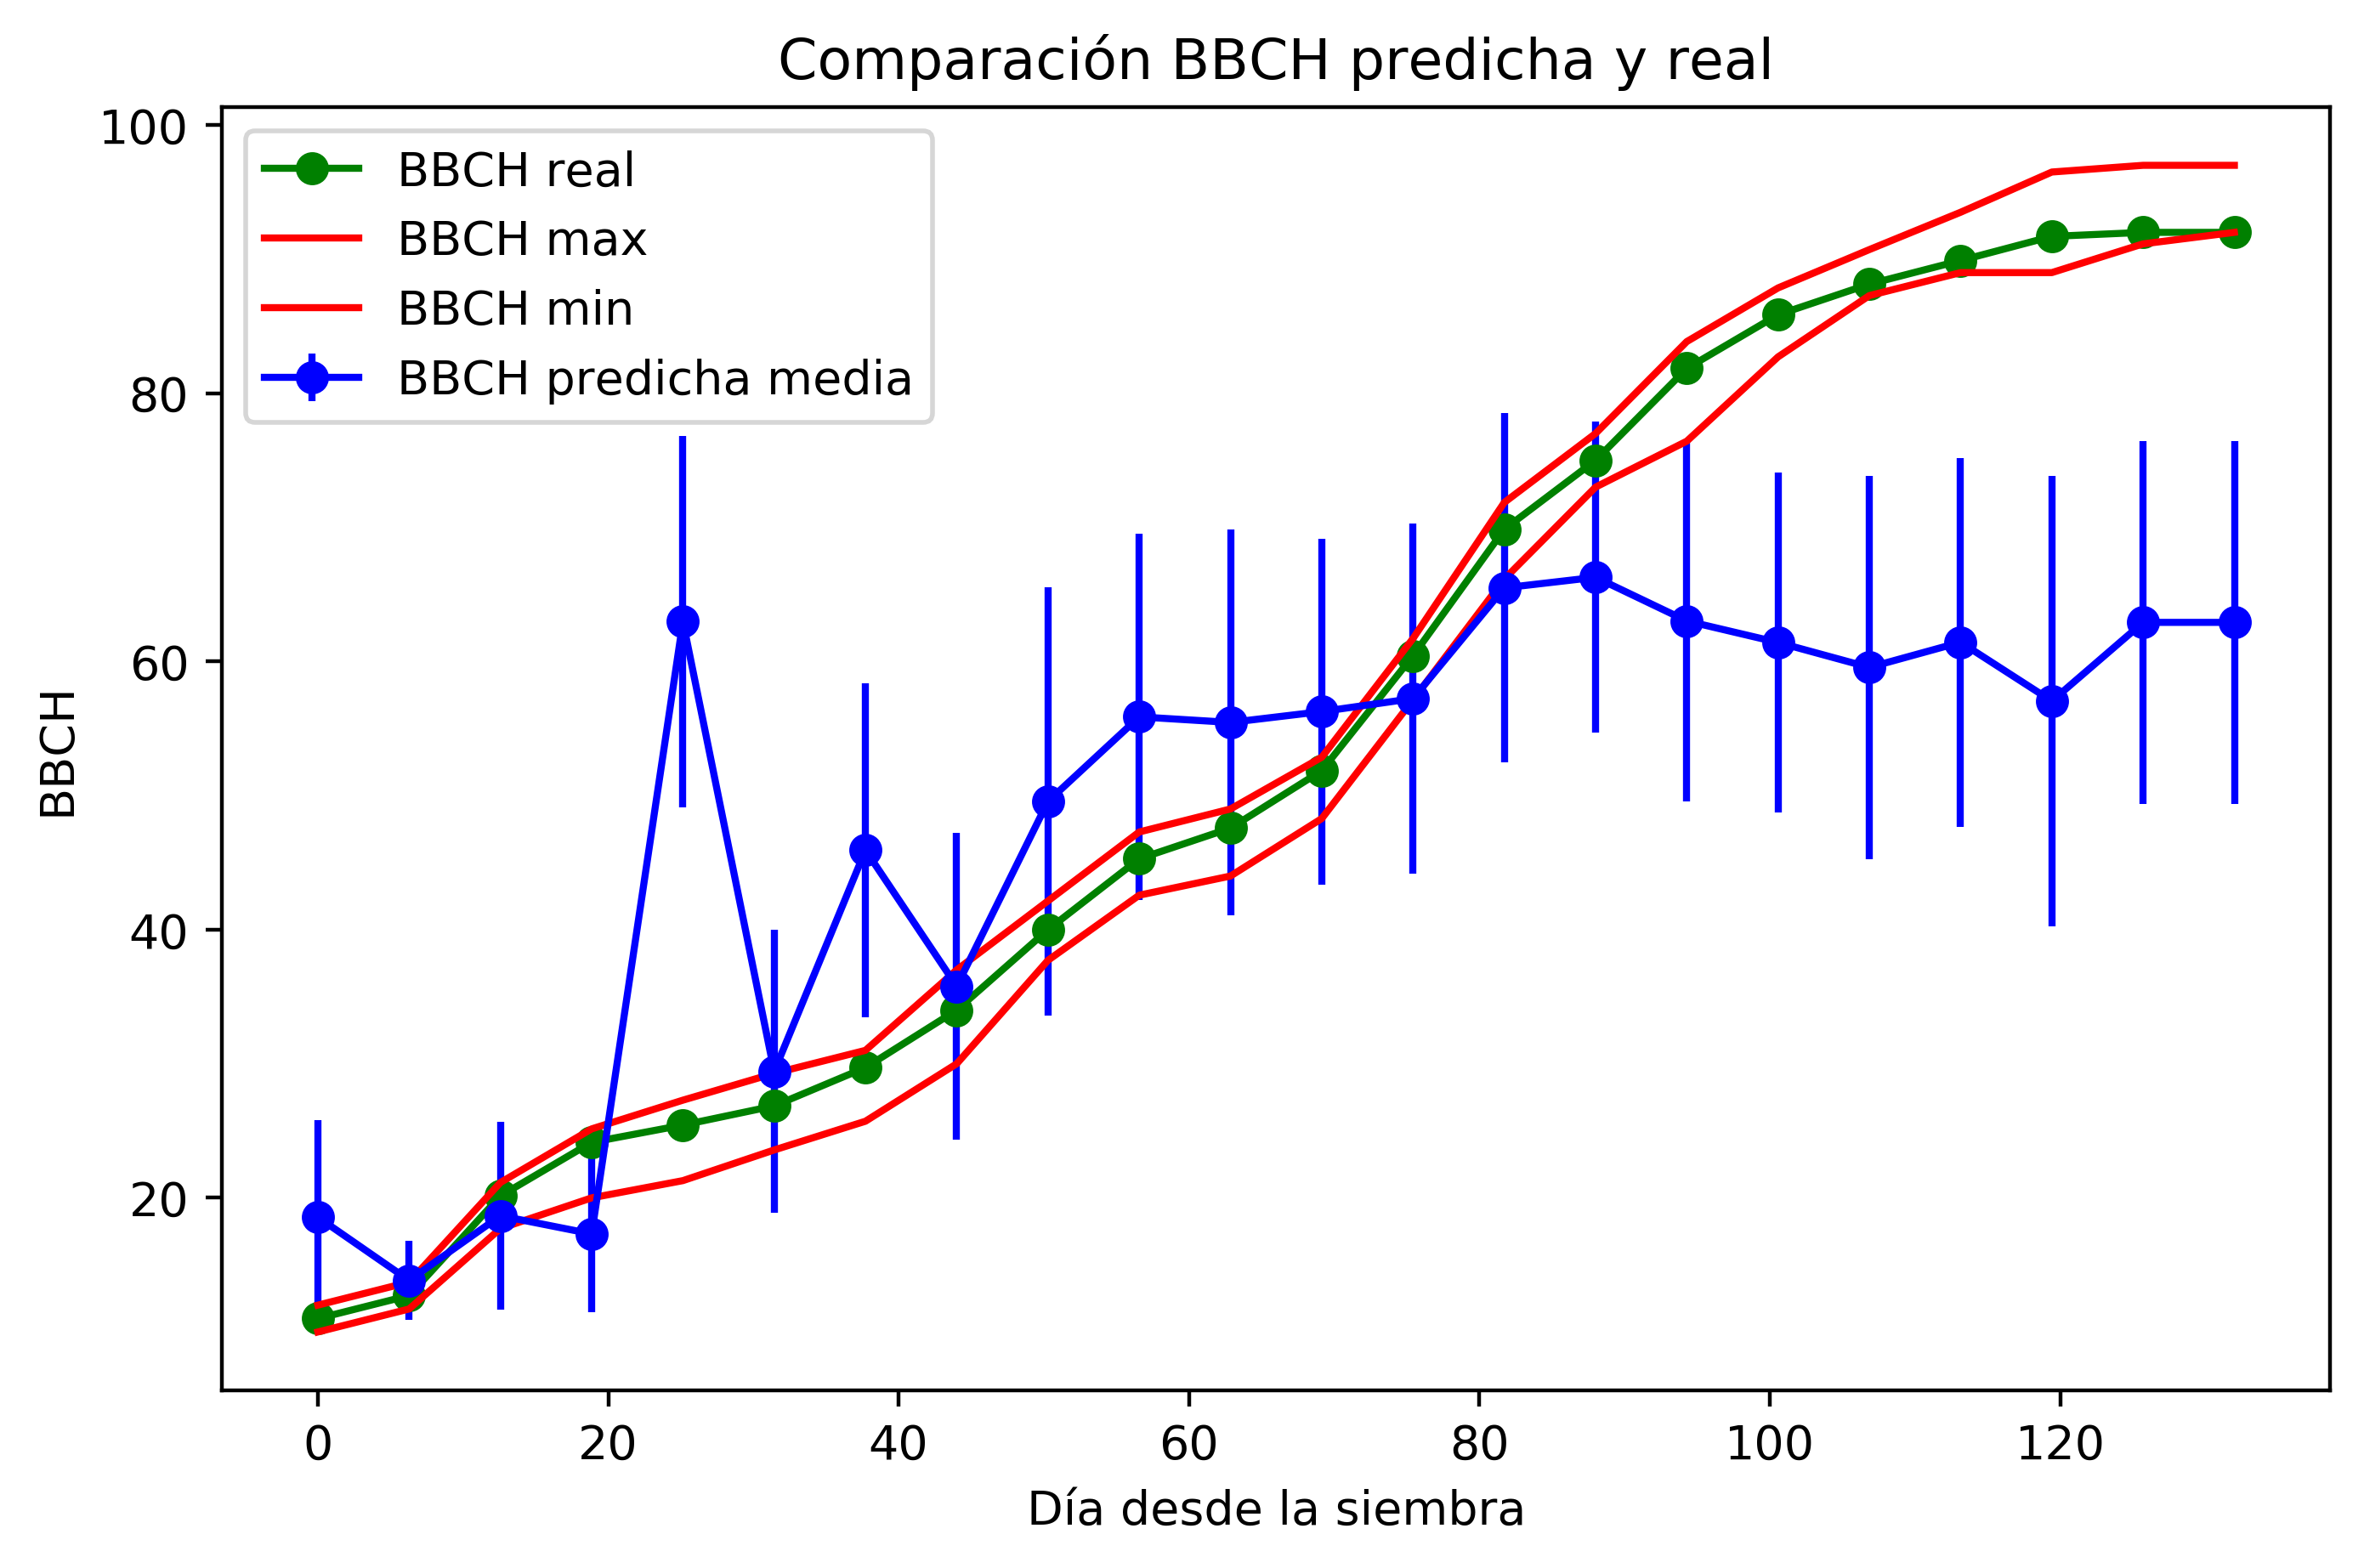 Comparación BBCH predicha y real
BBCH real
BBCH max
BBCH min
BBCH predicha media
100
80
60
40
20
BBCH
0 20 40 60 80 100 120
Día desde la siembra